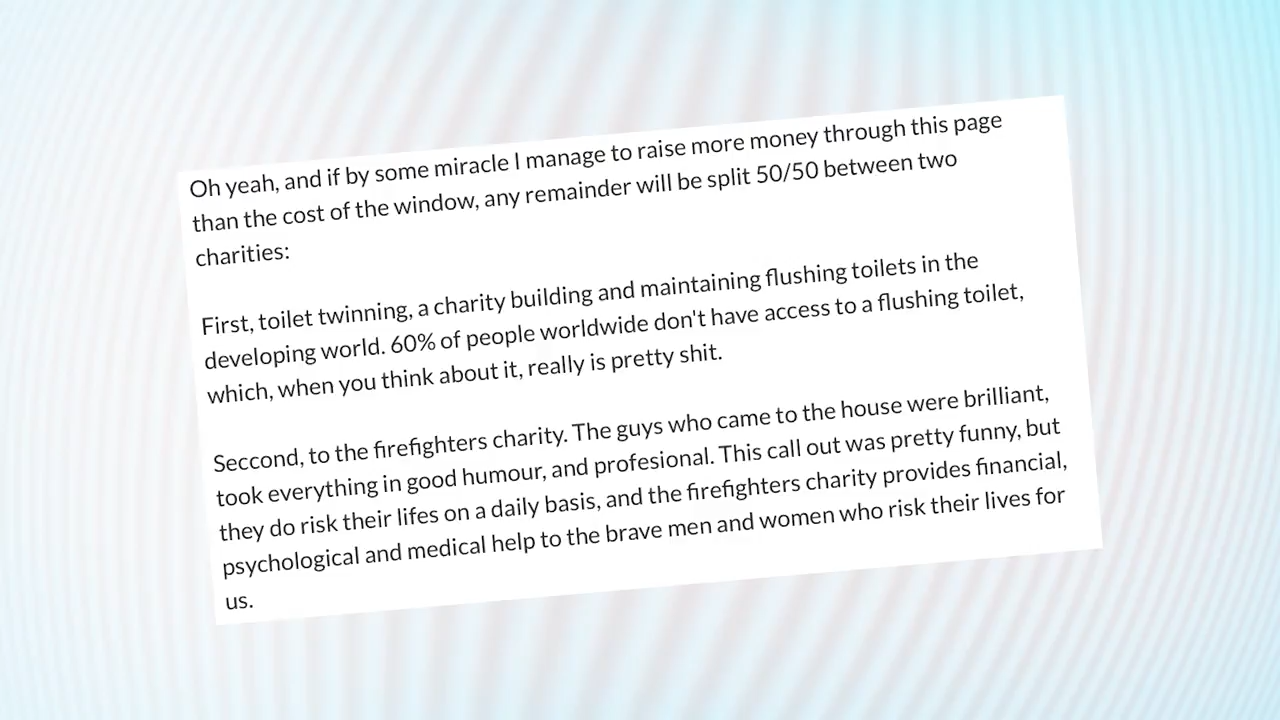 Oh yeah, and if by some miracle I manage to raise more money through this page
than the cost of the window, any remainder will be split 50/50 between two
charities:
First, toilet twinning, a charity building and maintaining flushing toilets in the
developing world. 60% of people worldwide don't have access to a flushing toilet,
which, when you think about it, really is pretty shit.
Seccond, to the firefighters charity. The guys who came to the house were brilliant,
took everything in good humour, and profesional. This call out was pretty funny, but
they do risk their lifes on a daily basis, and the firefighters charity provides financial,
psychological and medical help to the brave men and women who risk their lives for
us.